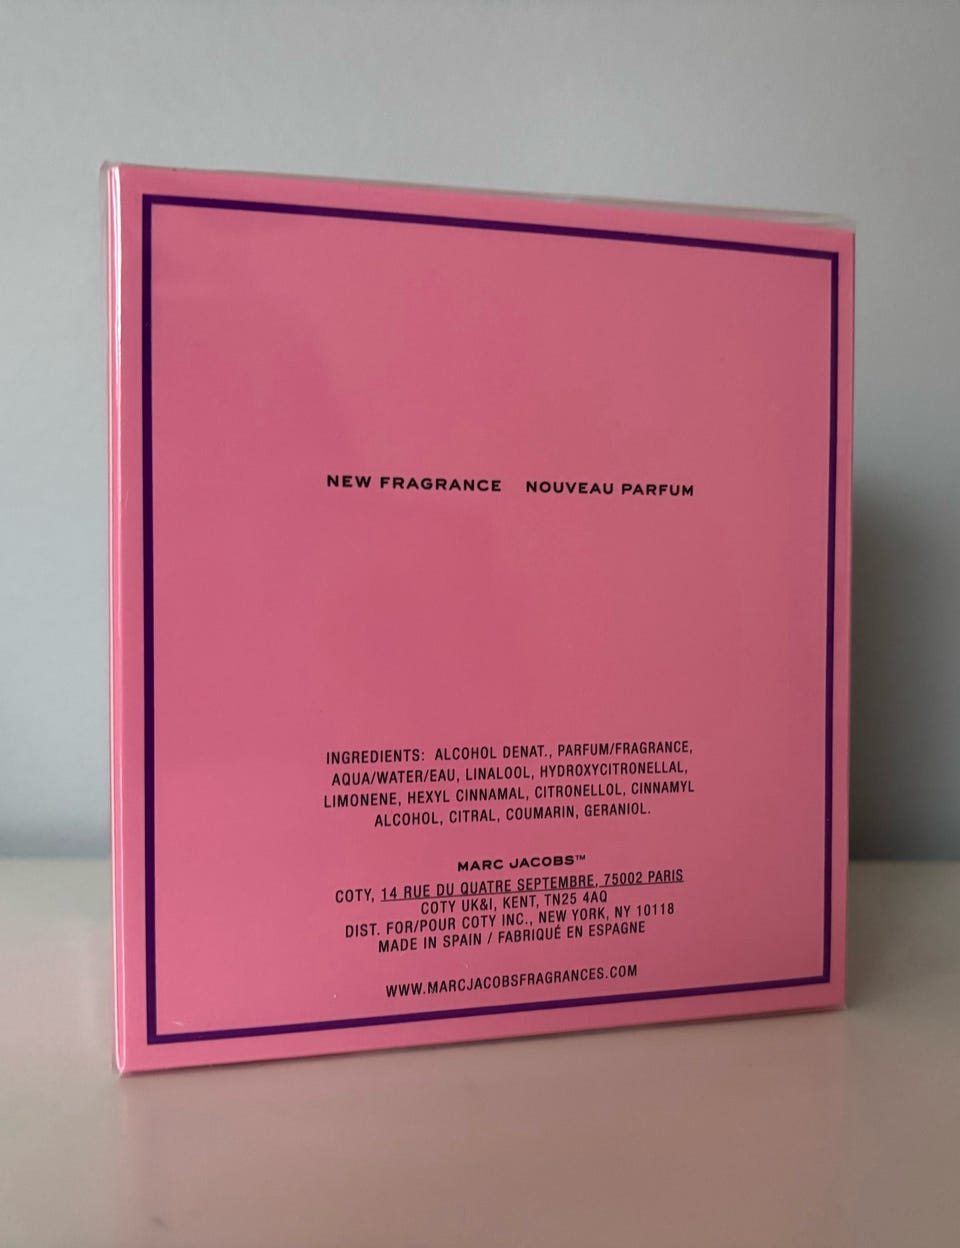 NEW FRAGRANCE NOUVEAU PARFUM
INGREDIENTS: ALCOHOL DENAT., PARFUM/FRAGRANCE,
AQUA/WATER/EAU, LINALOOL, HYDROXYCITRONELLAL,
LIMONENE, HEXYL CINNAMAL, CITRONELLOL, CINNAMYL
ALCOHOL, CITRAL, COUMARIN, GERANIOL.
MARC JACOBS™
COTY, 14 RUE DU QUATRE SEPTEMBRE, 75002 PARIS
COTY UK&I, KENT, TN25 4AQ
DIST. FOR/POUR COTY INC., NEW YORK, NY 10118
MADE IN SPAIN / FABRIQUÉ EN ESPAGNE
WWW.MARCJACOBSFRAGRANCES.COM